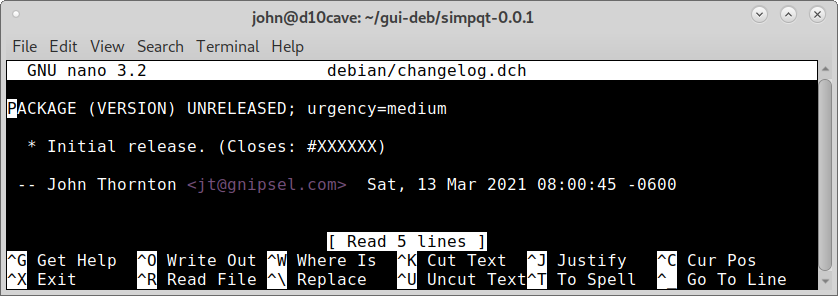 john@d10cave: ~/gui-deb/simpqt-0.0.1
File Edit View Search Terminal Help
GNU nano 3.2 debian/changelog.dch
PACKAGE (VERSION) UNRELEASED; urgency=medium
* Initial release. (Closes: #XXXXXX)
-- John Thornton <jt@gnipsel.com>  Sat, 13 Mar 2021 08:00:45 -0600
[ Read 5 lines ]
^G Get Help ^O Write Out ^W Where Is ^K Cut Text ^J Justify ^C Cur Pos
^X Exit ^R Read File ^\ Replace ^U Uncut Text ^T To Spell ^_ Go To Line